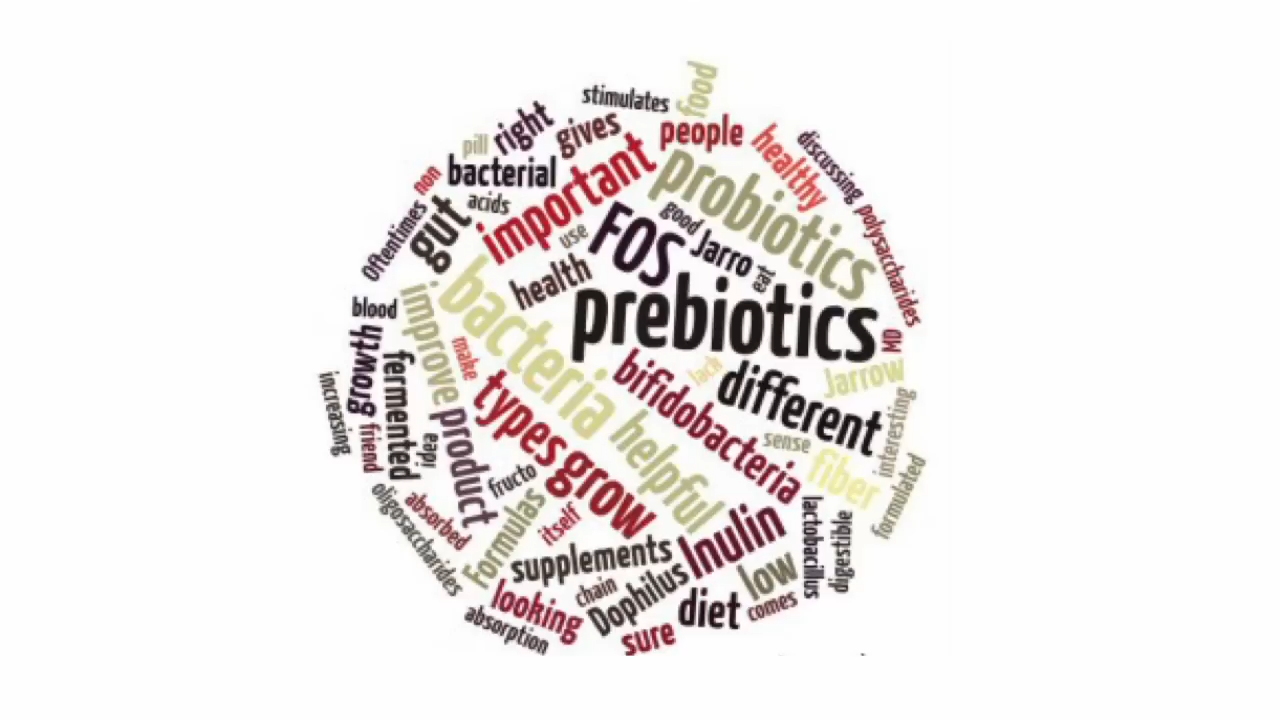 food
stimulates
people
right
gives
pill
healthy
discussing
important
bacterial
non
probiotics
acids
good
gut
use
FOS
Jarro
Oftentimes
polysaccharides
eat
health
prebiotics
bacteria
blood
improve
MD
make
growth
lack
Jarrow
bifidobacteria
different
fermented
types
increasing
friend
idea
product
helpful
sense
interesting
fiber
grow
fructo
absorbed
formulated
oligosaccharides
Formulas
itself
Inulin
lactobacillus
digestible
supplements
low
chain
Dophilus
looking
diet
comes
absorption
sure